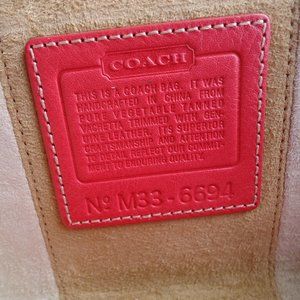 COACH
THIS IS A COACH BAG. IT WAS
HANDCRAFTED IN CHINA FROM
PURE VEGETABLE TANNED
VACHETTA TRIMMED WITH GEN-
UINE LEATHER. ITS SUPERIOR
CRAFTSMANSHIP AND ATTENTION
TO DETAIL REFLECT OUR COMMIT-
MENT TO ENDURING QUALITY.
Nº M33-6694